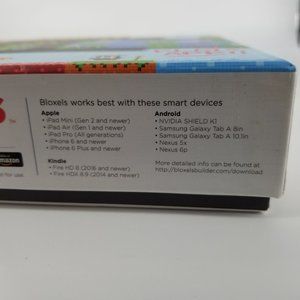 Bloxels works best with these smart devices
Apple
• iPad Mini (Gen 2 and newer)
• iPad Air (Gen 1 and newer)
• iPad Pro (All generations)
• iPhone 6 and newer
• iPhone 6 Plus and newer
Kindle
• Fire HD 8 (2016 and newer)
• Fire HDX 8.9 (2014 and newer)
Android
• NVIDIA SHIELD K1
• Samsung Galaxy Tab A 8in
• Samsung Galaxy Tab A 10.1in
• Nexus 5x
• Nexus 6p
More detailed info can be found at
http://bloxelsbuilder.com/download
amazon